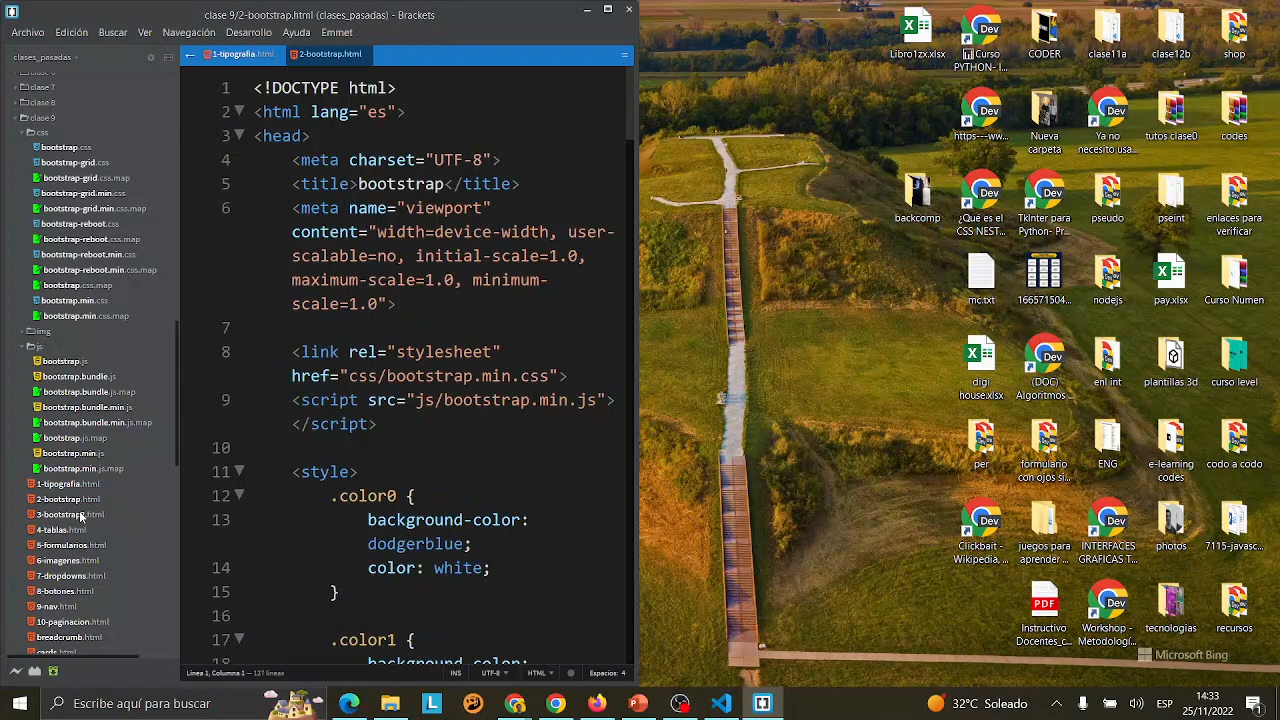 clase 9/2-bootstrap.html (clases_pasadas) - Brackets
Archivo Edición Buscar Ver Navegación Desarrollo Ayuda Emmet
clases_pasadas
1-tipografia.html
2-bootstrap.html
clase 7
clase 8
clase 9
css
bootstrap.css
bootstrap-grid.css
bootstrap-grid.css.map
bootstrap-grid.min.css
bootstrap-grid.min.css.map
bootstrap-reboot.css
bootstrap-reboot.css.map
bootstrap-reboot.min.css
bootstrap-reboot.min.css.map
bootstrap.css.map
bootstrap.min.css
bootstrap.min.css.map
img
js
bootstrap.js
bootstrap.bundle.js
bootstrap.bundle.js.map
bootstrap.bundle.min.js
bootstrap.bundle.min.js.map
bootstrap.js.map
bootstrap.min.js
bootstrap.min.js.map
1-tipografia.html
2-bootstrap.html
3-bootstrap.html
4-tablas.html
5-formularios.html
6-imagenes.html
7-dropdowns.html
8-botones.html
9-nav.html
10-paginacion.html
breadcrumb.html
1 <!DOCTYPE html>
2 <html lang="es">
3 <head>
4 <meta charset="UTF-8">
5 <title>bootstrap</title>
6 <meta name="viewport"
content="width=device-width, user-
scalable=no, initial-scale=1.0,
maximum-scale=1.0, minimum-
scale=1.0">
7
8 <link rel="stylesheet"
href="css/bootstrap.min.css">
9 <script src="js/bootstrap.min.js">
</script>
10
11 <style>
12 .color0 {
13 background-color:
dodgerblue;
14 color: white;
15 }
16
17 .color1 {
18 background-color:
Línea 1, Columna 1 — 127 líneas
INS UTF-8 HTML Espacios: 4
Libro1zx.xlsx
Curso PYTHON- I...
CODER
clase11a
clase12b
shop
https---ww...
Nueva carpeta
Ya no necesito usa...
tutos clase0
codes
backcomp
¿Qué es el CSS NEST...
Tknter para Python- Pr...
pseudo
pseint
enlaces para verificar
mc.txt
166571504...
nodejs
pay.xlsx
Curso Numen
digi house.xlsx
(DOC) Algoritmos...
enl int
plantillas 3d
curso level
per
formulario con ojos si...
ENG
e-learning codes
codo a codo
Clickbait - Wikipedia, ...
juegos para aprender ...
INTERFACES GRAFICAS T...
photos
7115-javasc...
PDF
Instructivo Docentes_c...
Workshop - Metodologí...
tecnologias
recursos
Microsoft Bing
Escribe aquí para buscar
32°C Soleado
ESP
14:33
25/11/2022